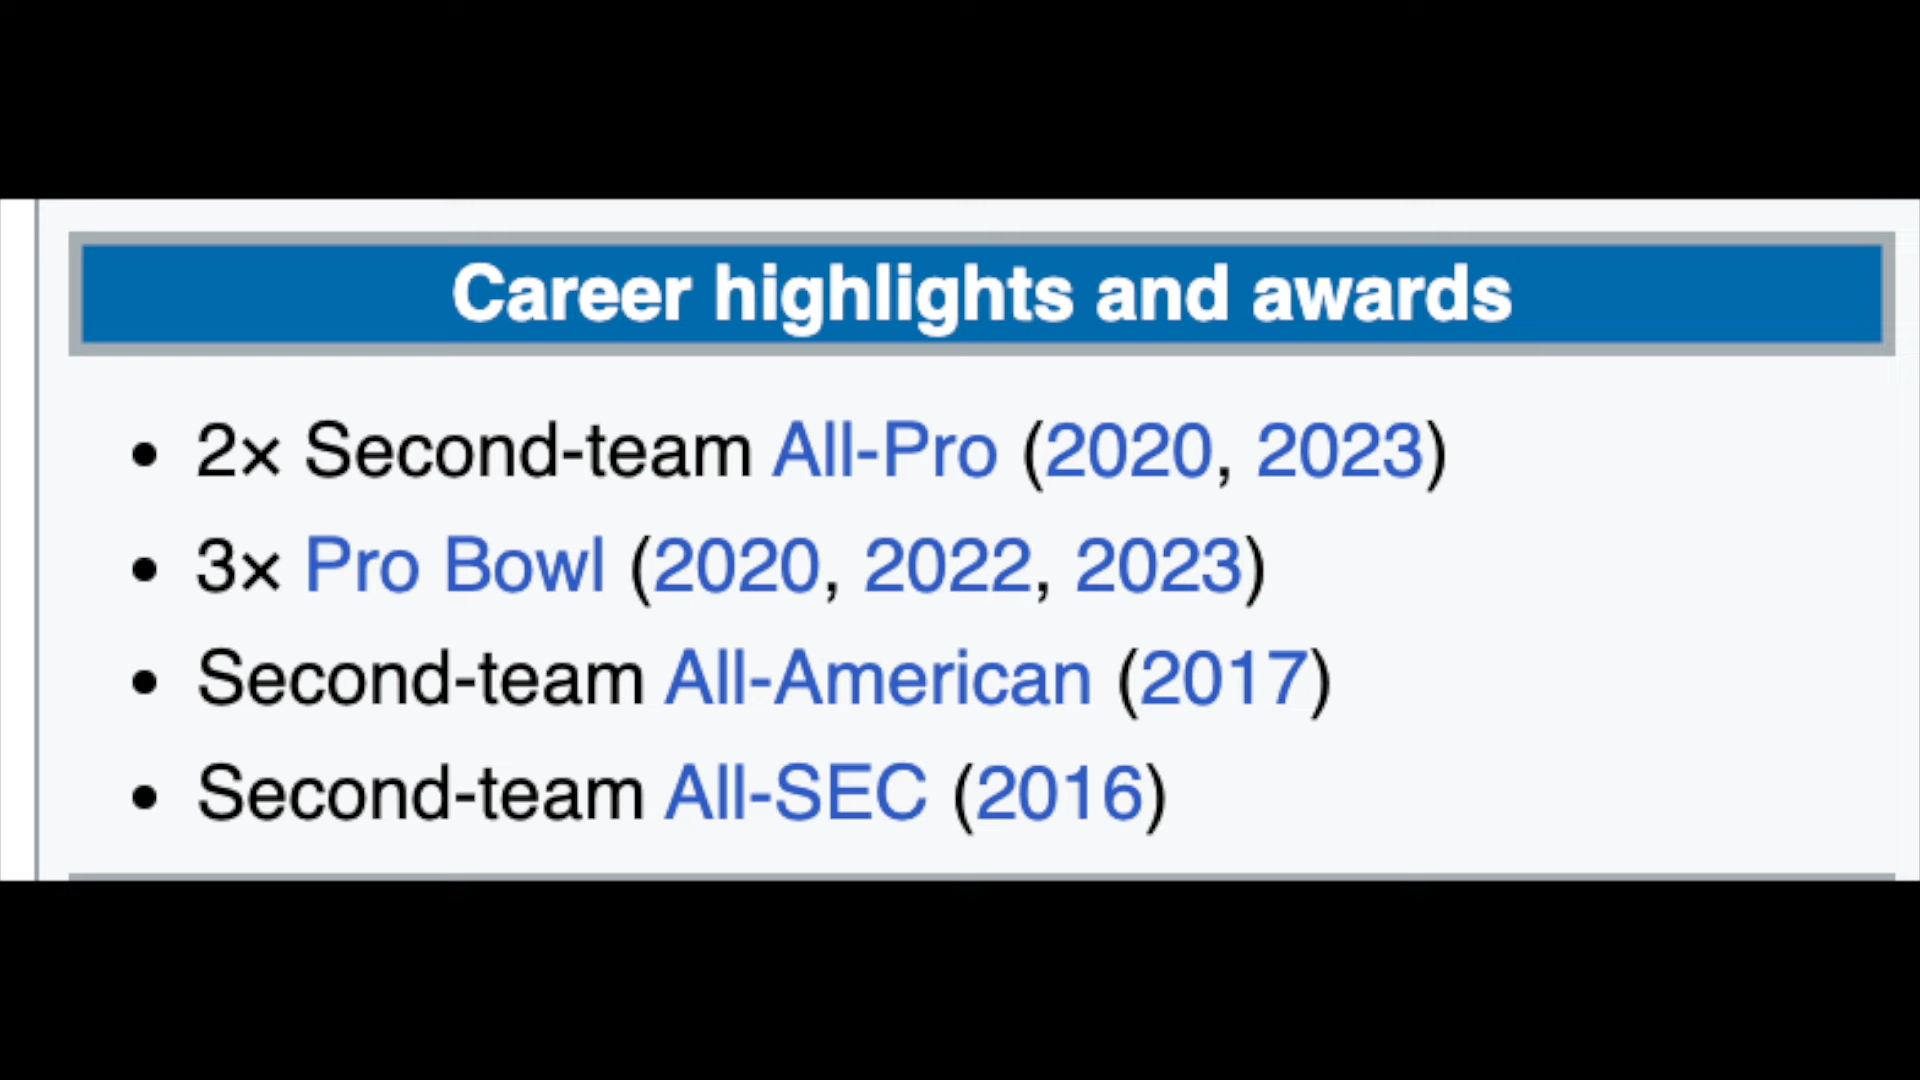 Career highlights and awards
• 2× Second-team All-Pro (2020, 2023)
• 3× Pro Bowl (2020, 2022, 2023)
• Second-team All-American (2017)
• Second-team All-SEC (2016)